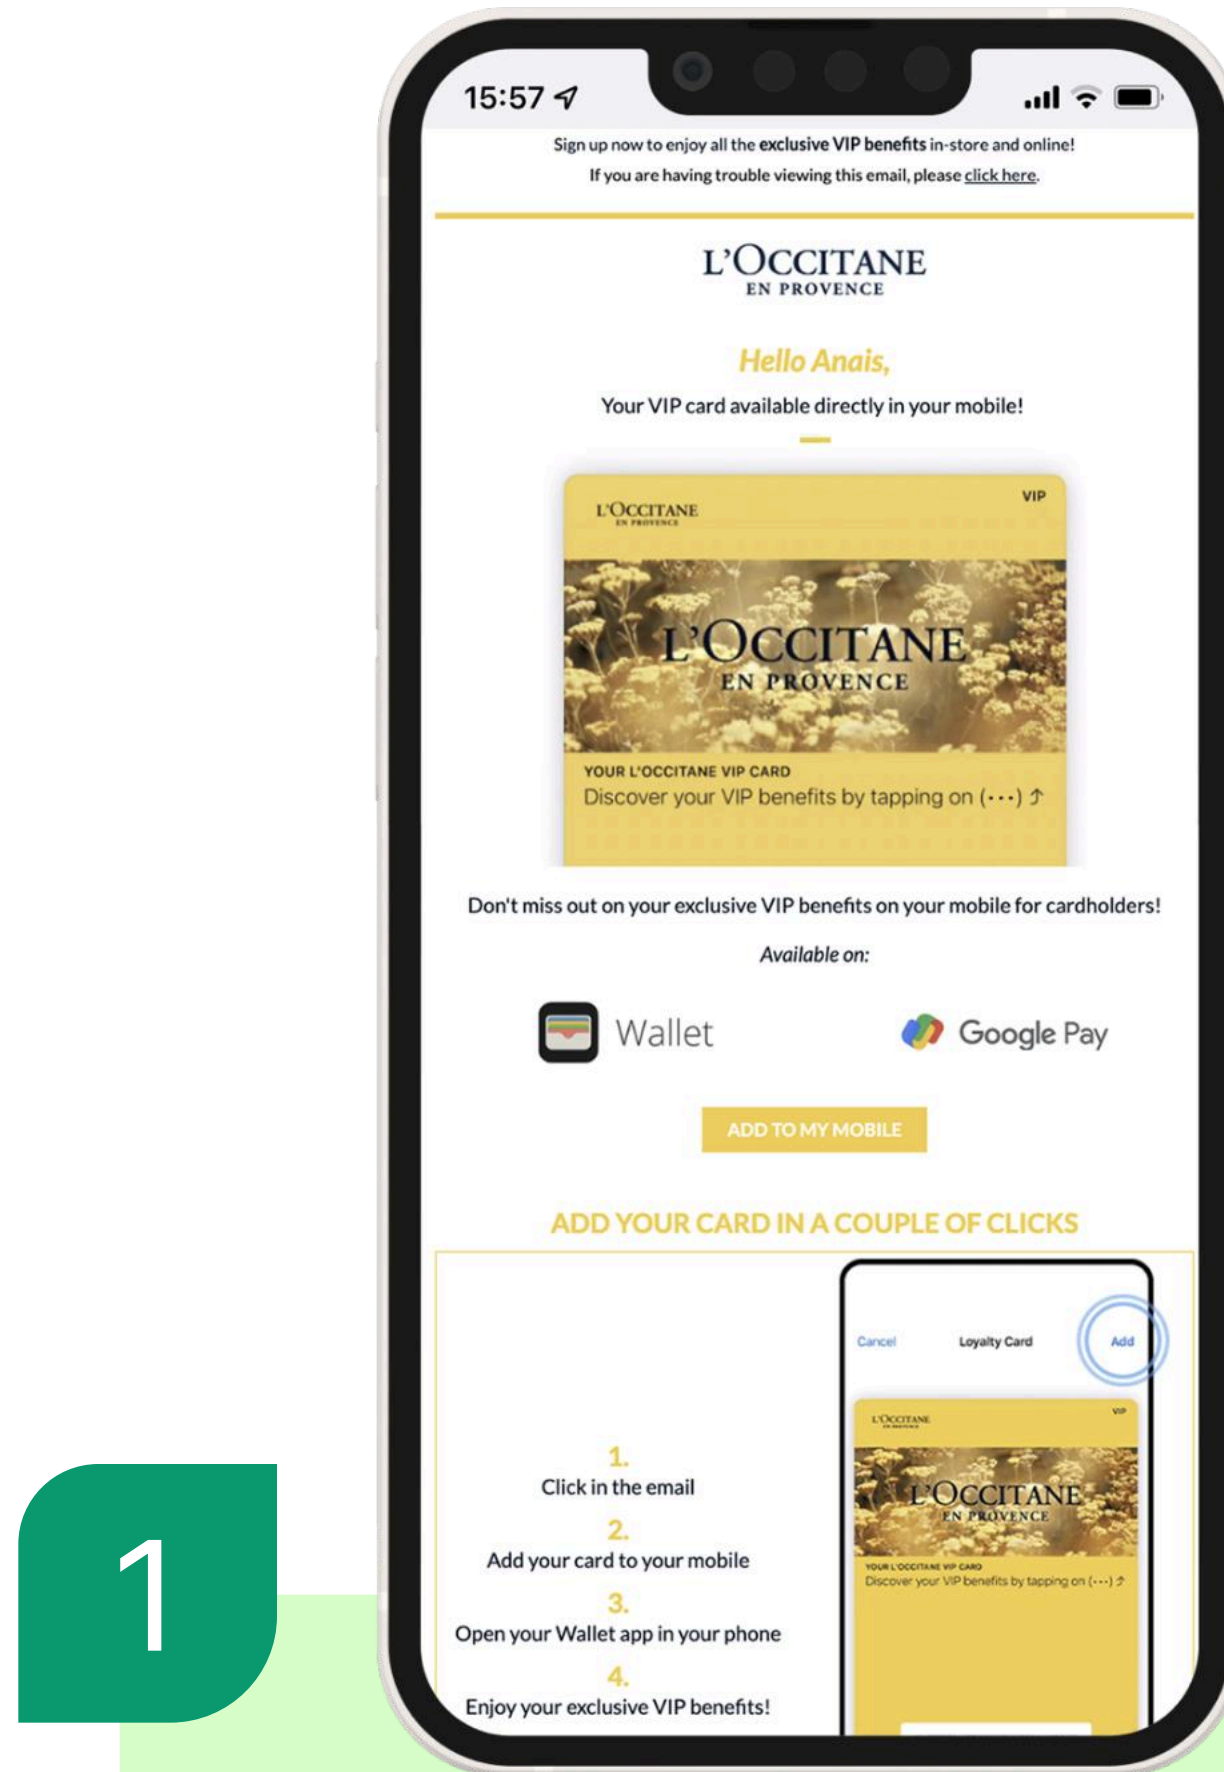 15:57
Sign up now to enjoy all the exclusive VIP benefits in-store and online!
If you are having trouble viewing this email, please click here.
L'OCCITANE
EN PROVENCE
Hello Anais,
Your VIP card available directly in your mobile!
L'OCCITANE
EN PROVENCE
VIP
L'OCCITANE
EN PROVENCE
YOUR L'OCCITANE VIP CARD
Discover your VIP benefits by tapping on (···) ⤴
Don't miss out on your exclusive VIP benefits on your mobile for cardholders!
Available on:
Wallet
Google Pay
ADD TO MY MOBILE
ADD YOUR CARD IN A COUPLE OF CLICKS
1.
Click in the email
2.
Add your card to your mobile
3.
Open your Wallet app in your phone
4.
Enjoy your exclusive VIP benefits!
Cancel Loyalty Card Add
L'OCCITANE
EN PROVENCE
VIP
L'OCCITANE
EN PROVENCE
YOUR L'OCCITANE VIP CARD
Discover your VIP benefits by tapping on (···) ⤴
1